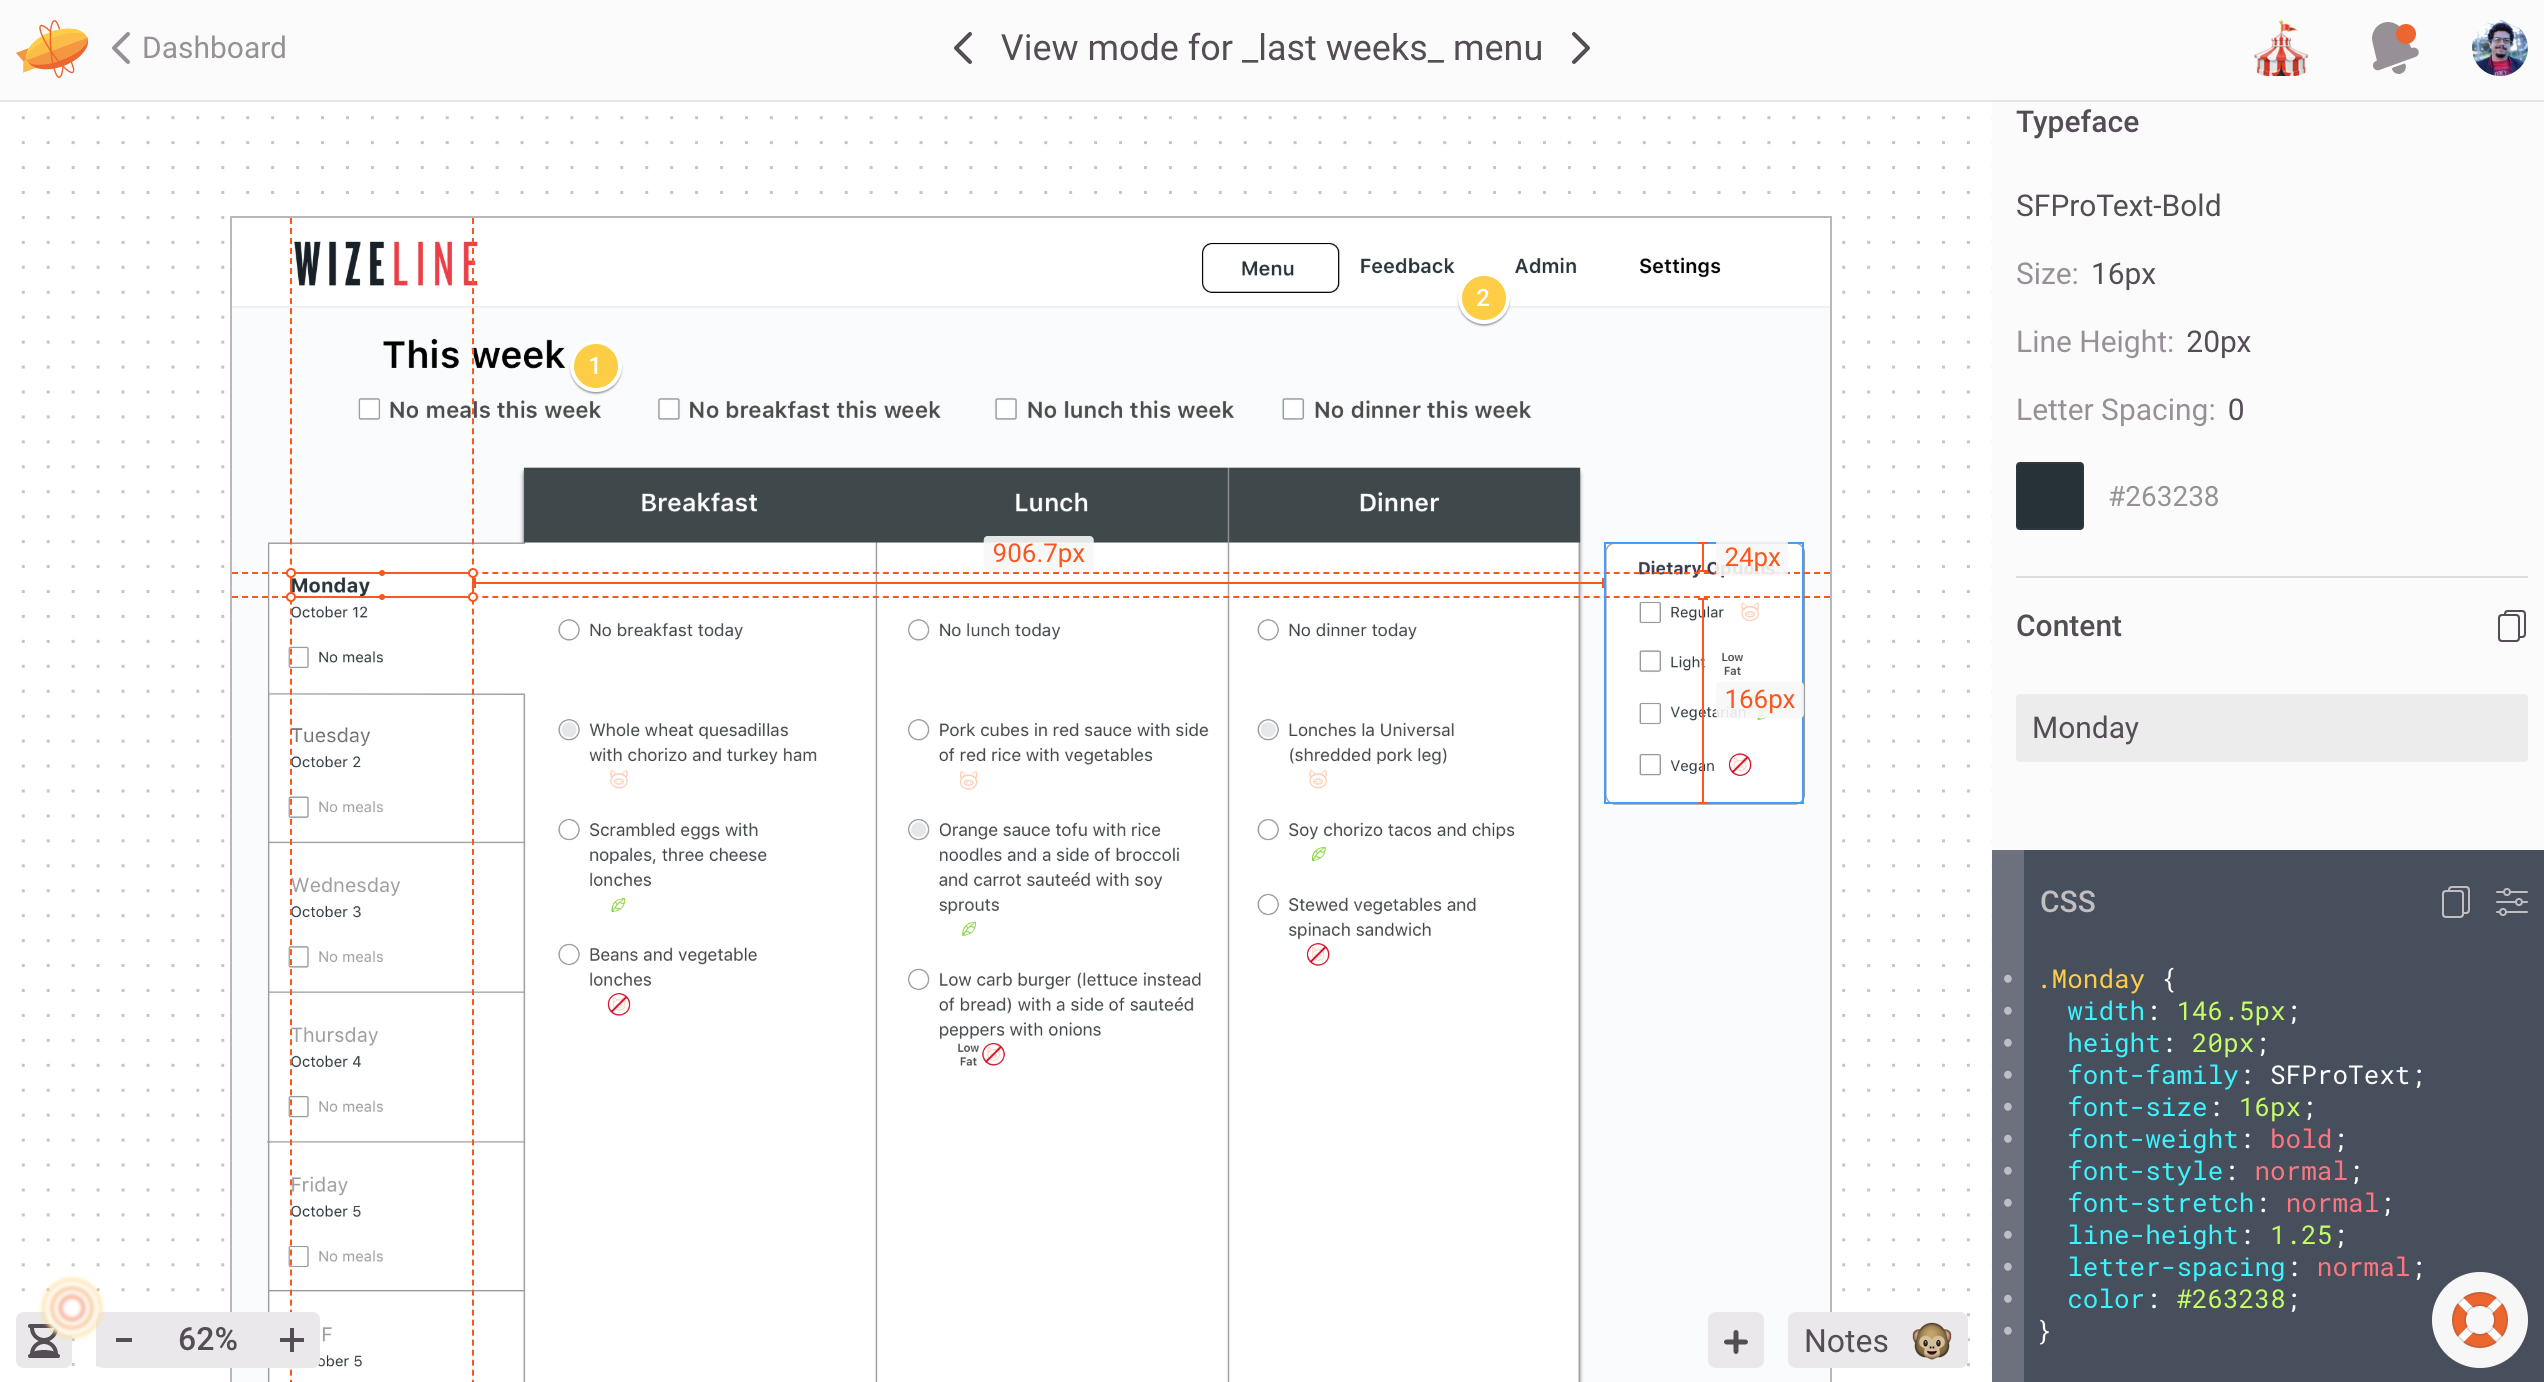 Dashboard
View mode for _last weeks_ menu
WIZELINE
Menu
Feedback
Admin
Settings
2
This week
1
No meals this week
No breakfast this week
No lunch this week
No dinner this week
Breakfast
Lunch
Dinner
906.7px
Monday
October 12
No meals
Tuesday
October 2
No meals
Wednesday
October 3
No meals
Thursday
October 4
No meals
Friday
October 5
No meals
F
ober 5
No breakfast today
Whole wheat quesadillas
with chorizo and turkey ham
Scrambled eggs with
nopales, three cheese
lonches
Beans and vegetable
lonches
No lunch today
Pork cubes in red sauce with side
of red rice with vegetables
Orange sauce tofu with rice
noodles and a side of broccoli
and carrot sauteéd with soy
sprouts
Low carb burger (lettuce instead
of bread) with a side of sauteéd
peppers with onions
Low
Fat
No dinner today
Lonches la Universal
(shredded pork leg)
Soy chorizo tacos and chips
Stewed vegetables and
spinach sandwich
24px
Dietary Options
Regular
Light
Low
Fat
166px
Vegetarian
Vegan
62%
Notes
Typeface
SFProText-Bold
Size: 16px
Line Height: 20px
Letter Spacing: 0
#263238
Content
Monday
CSS
.Monday {
width: 146.5px;
height: 20px;
font-family: SFProText;
font-size: 16px;
font-weight: bold;
font-style: normal;
font-stretch: normal;
line-height: 1.25;
letter-spacing: normal;
color: #263238;
}